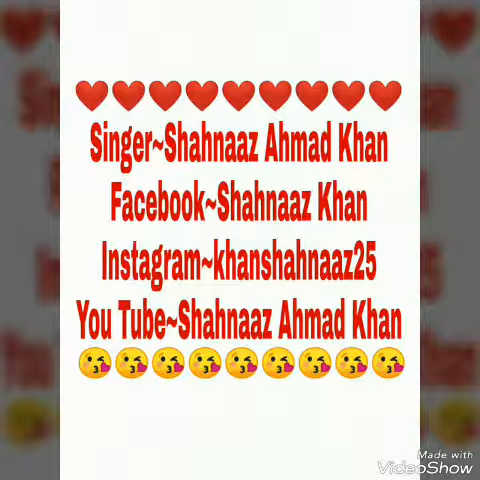 ❤❤❤❤❤❤❤❤❤
Singer~Shahnaaz Ahmad Khan
Facebook~Shahnaaz Khan
Instagram~khanshahnaaz25
You Tube~Shahnaaz Ahmad Khan
😘😘😘😘😘😘😘😘😘
Made with
VideoShow